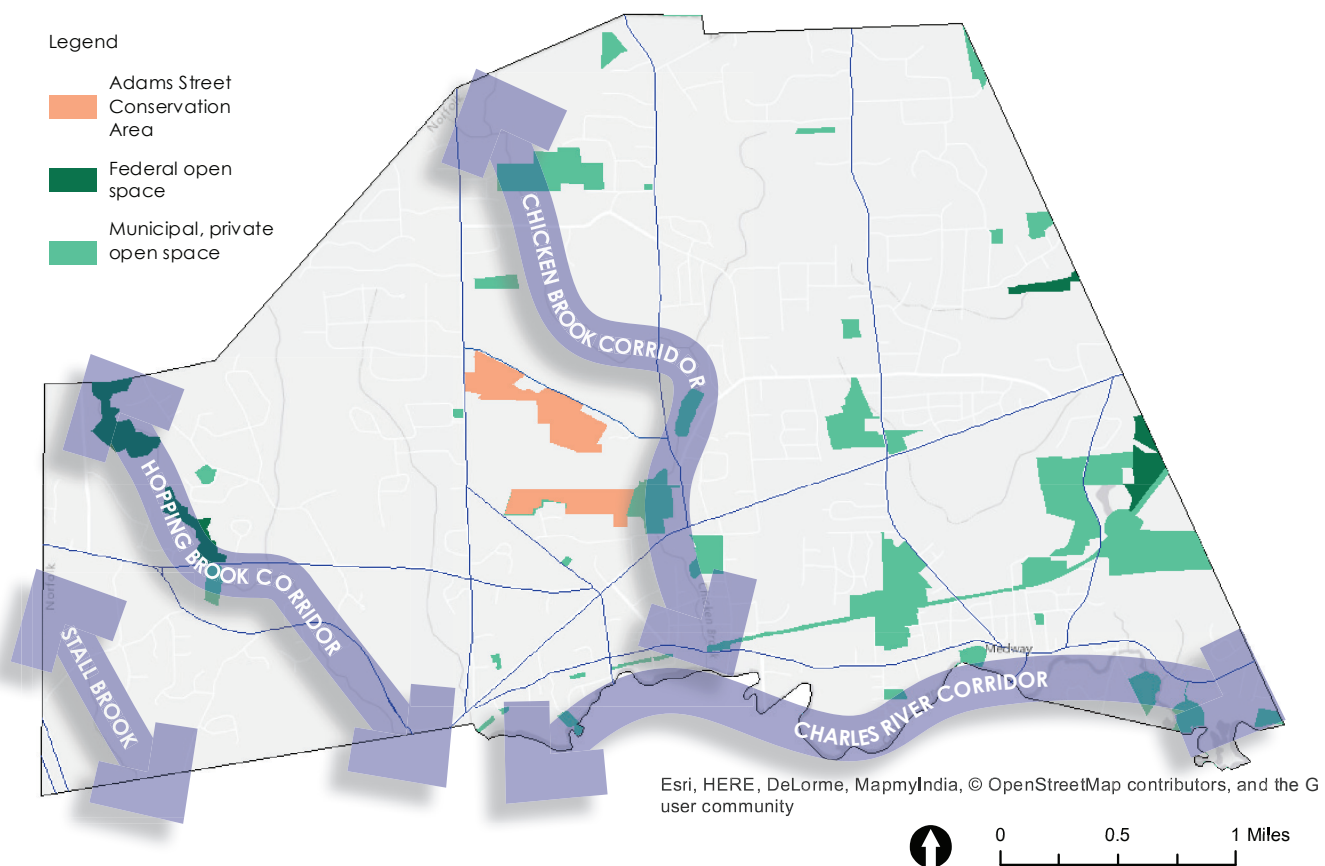 Legend
Adams Street
Conservation
Area
Federal open
space
Municipal, private
open space
Norfolk
CHICKEN BROOK CORRIDOR
HOPPING BROOK CORRIDOR
Norfolk
STALL BROOK
Medway
CHARLES RIVER CORRIDOR
Esri, HERE, DeLorme, MapmyIndia, © OpenStreetMap contributors, and the G
user community
0 0.5 1 Miles